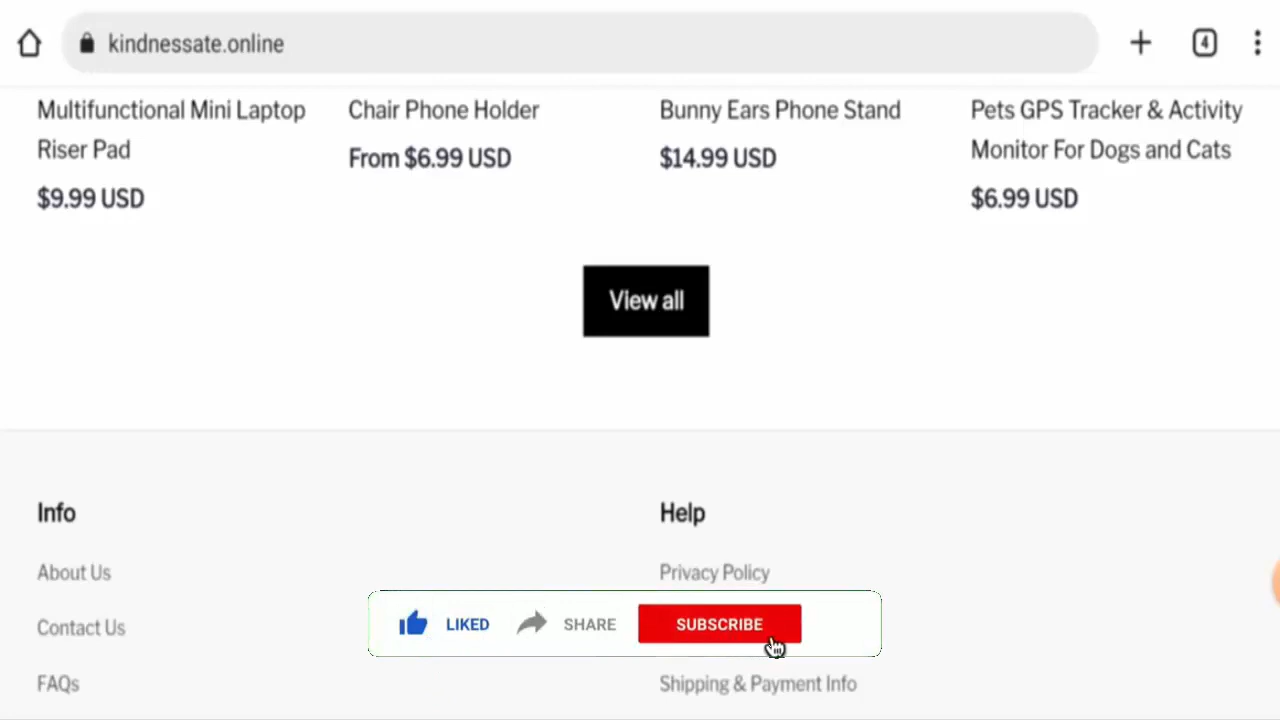 kindnessate.online
4
Multifunctional Mini Laptop
Riser Pad
$9.99 USD
Chair Phone Holder
From $6.99 USD
Bunny Ears Phone Stand
$14.99 USD
Pets GPS Tracker & Activity
Monitor For Dogs and Cats
$6.99 USD
View all
Info
About Us
Contact Us
FAQs
Help
Privacy Policy
Shipping & Payment Info
LIKED
SHARE
SUBSCRIBE